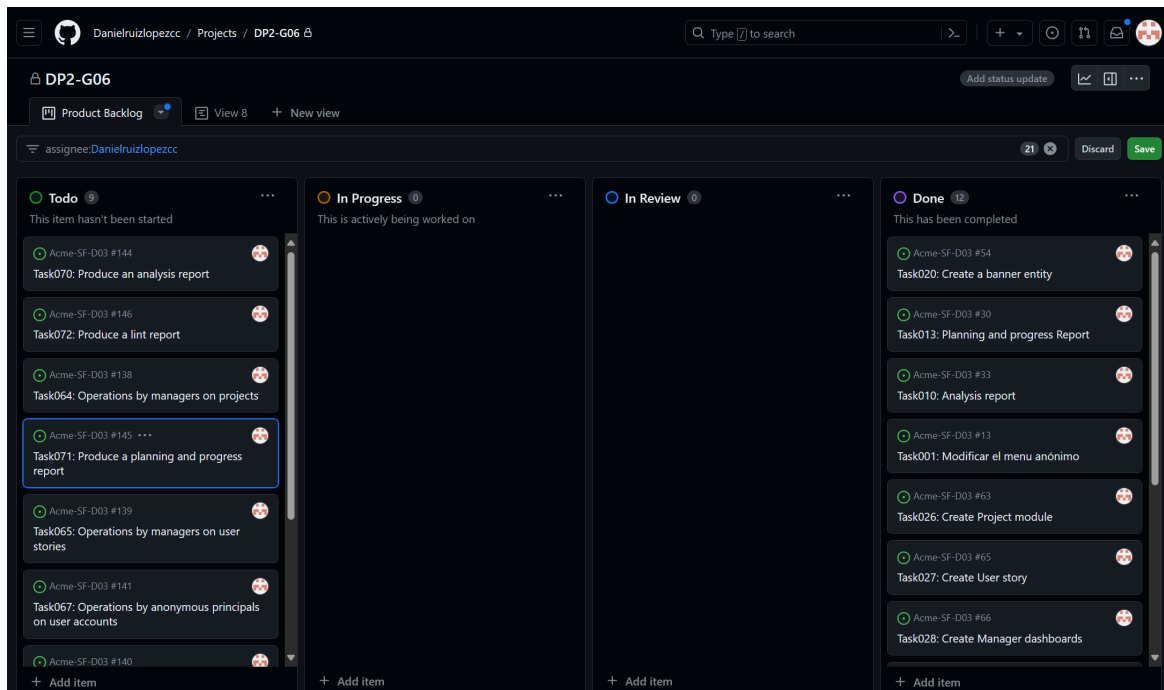 Danielruizlopezcc / Projects / DP2-G06
Type / to search
DP2-G06
Add status update
Product Backlog
View 8
+ New view
assignee:Danielruizlopezcc
21
Discard
Save
Todo 9
This item hasn't been started
Acme-SF-D03 #144
Task070: Produce an analysis report
Acme-SF-D03 #146
Task072: Produce a lint report
Acme-SF-D03 #138
Task064: Operations by managers on projects
Acme-SF-D03 #145
Task071: Produce a planning and progress
report
Acme-SF-D03 #139
Task065: Operations by managers on user
stories
Acme-SF-D03 #141
Task067: Operations by anonymous principals
on user accounts
Acme-SF-D03 #140
+ Add item
In Progress 0
This is actively being worked on
+ Add item
In Review 0
+ Add item
Done 12
This has been completed
Acme-SF-D03 #54
Task020: Create a banner entity
Acme-SF-D03 #30
Task013: Planning and progress Report
Acme-SF-D03 #33
Task010: Analysis report
Acme-SF-D03 #13
Task001: Modificar el menu anónimo
Acme-SF-D03 #63
Task026: Create Project module
Acme-SF-D03 #65
Task027: Create User story
Acme-SF-D03 #66
Task028: Create Manager dashboards
+ Add item